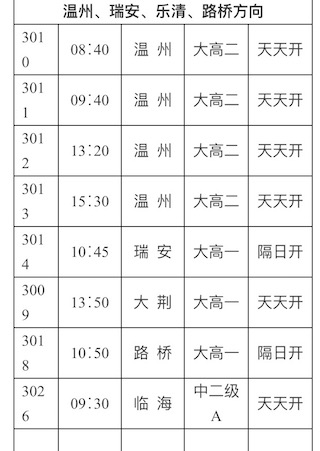 温州、瑞安、乐清、路桥方向
3010 08:40 温 州 大高二 天天开
3011 09:40 温 州 大高二 天天开
3012 13:20 温 州 大高二 天天开
3013 15:30 温 州 大高二 天天开
3014 10:45 瑞 安 大高一 隔日开
3009 13:50 大 荆 大高一 天天开
3018 10:50 路 桥 大高一 隔日开
3026 09:30 临 海 中二级A 天天开